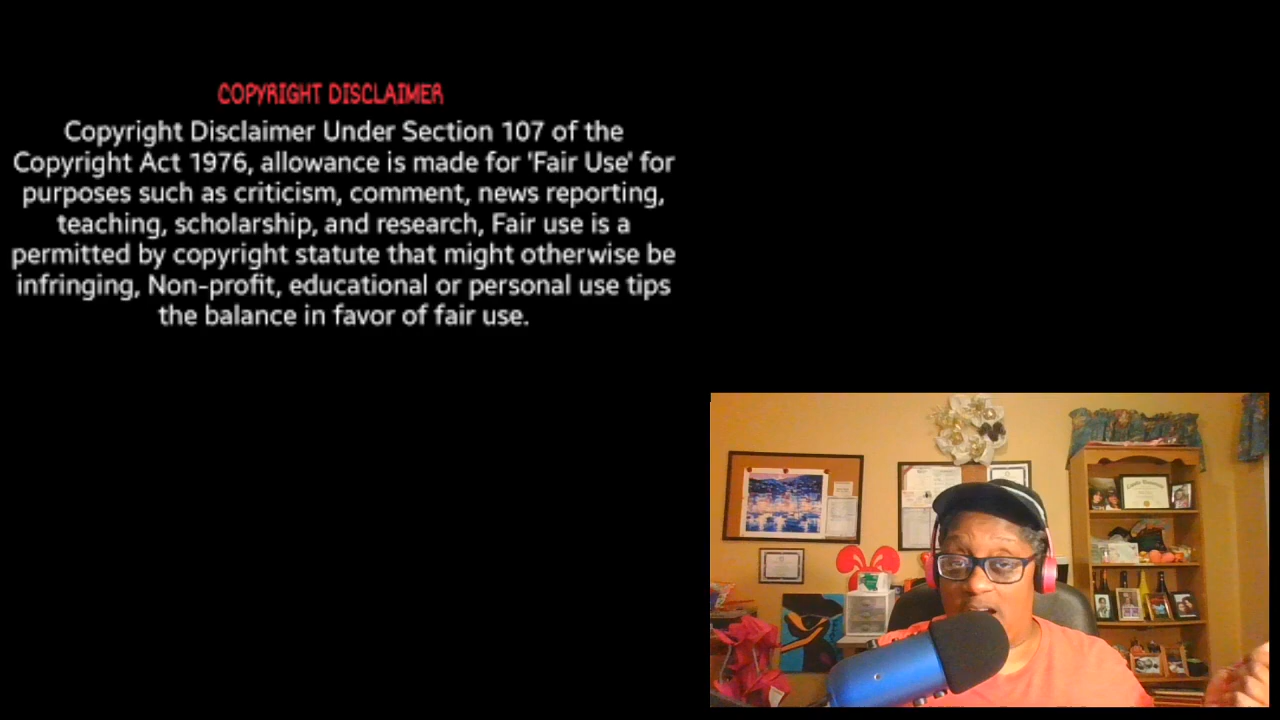 COPYRIGHT DISCLAIMER
Copyright Disclaimer Under Section 107 of the
Copyright Act 1976, allowance is made for 'Fair Use' for
purposes such as criticism, comment, news reporting,
teaching, scholarship, and research, Fair use is a
permitted by copyright statute that might otherwise be
infringing, Non-profit, educational or personal use tips
the balance in favor of fair use.